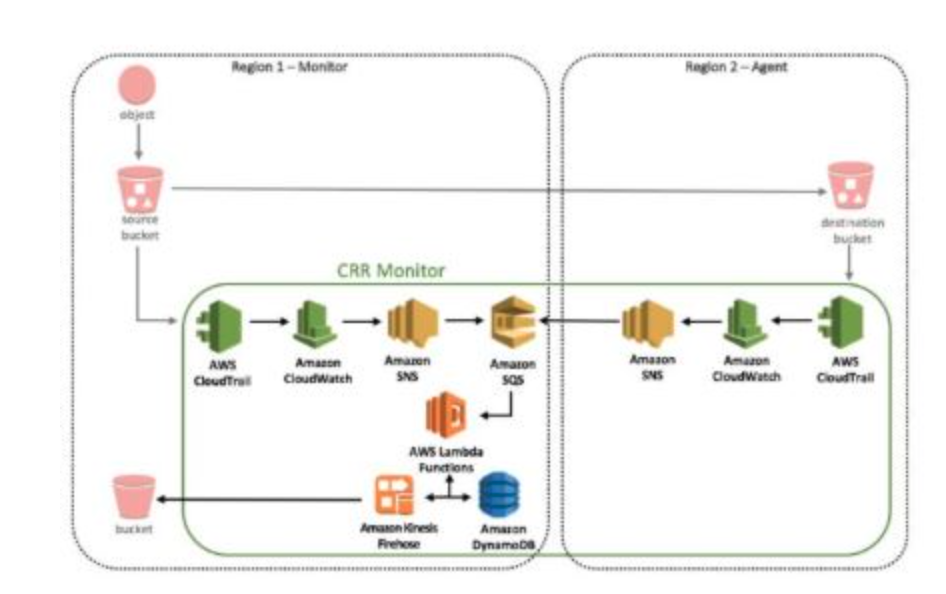 Region 1 – Monitor
Region 2 – Agent
object
source
bucket
destination
bucket
CRR Monitor
AWS
CloudTrail
Amazon
CloudWatch
Amazon
SNS
Amazon
SQS
Amazon
SNS
Amazon
CloudWatch
AWS
CloudTrail
AWS Lambda
Functions
bucket
Amazon Kinesis
Firehose
Amazon
DynamoDB